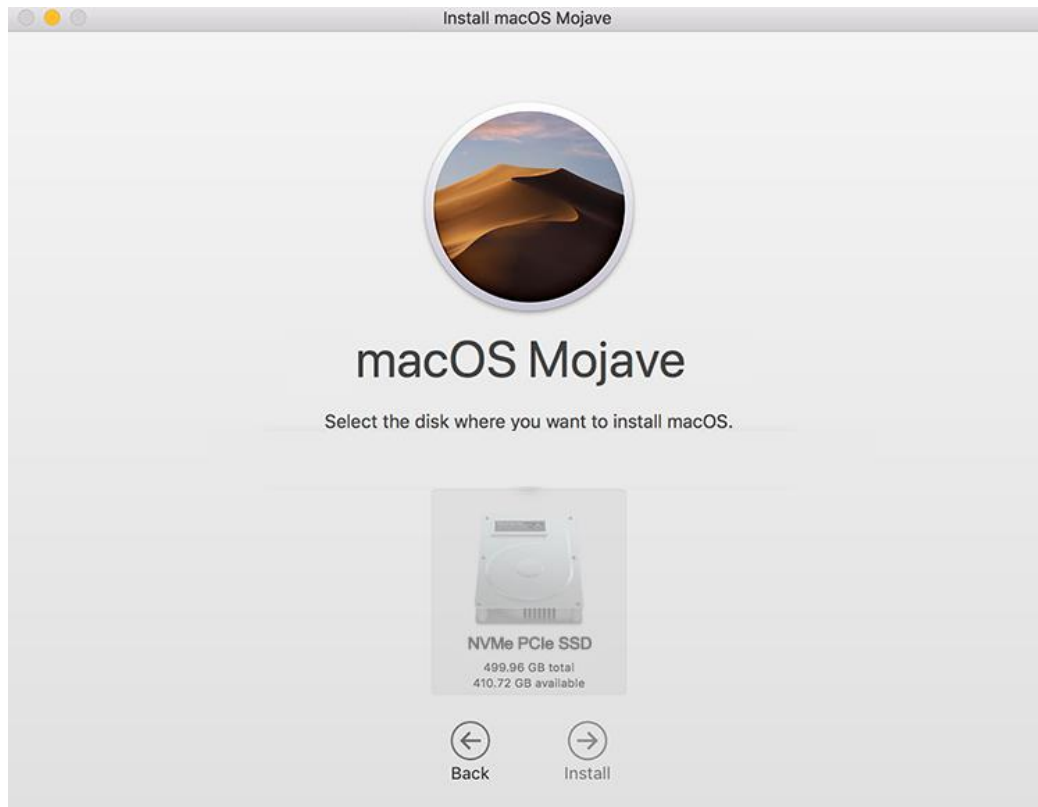 Install macOS Mojave
macOS Mojave
Select the disk where you want to install macOS.
NVMe PCIe SSD
499.96 GB total
410.72 GB available
Back
Install